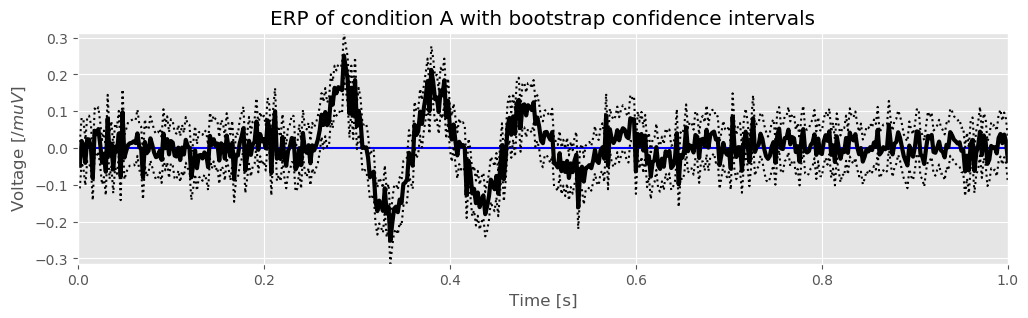 ERP of condition A with bootstrap confidence intervals
Voltage [/muV]
0.3
0.2
0.1
0.0
−0.1
−0.2
−0.3
0.0 0.2 0.4 0.6 0.8 1.0
Time [s]